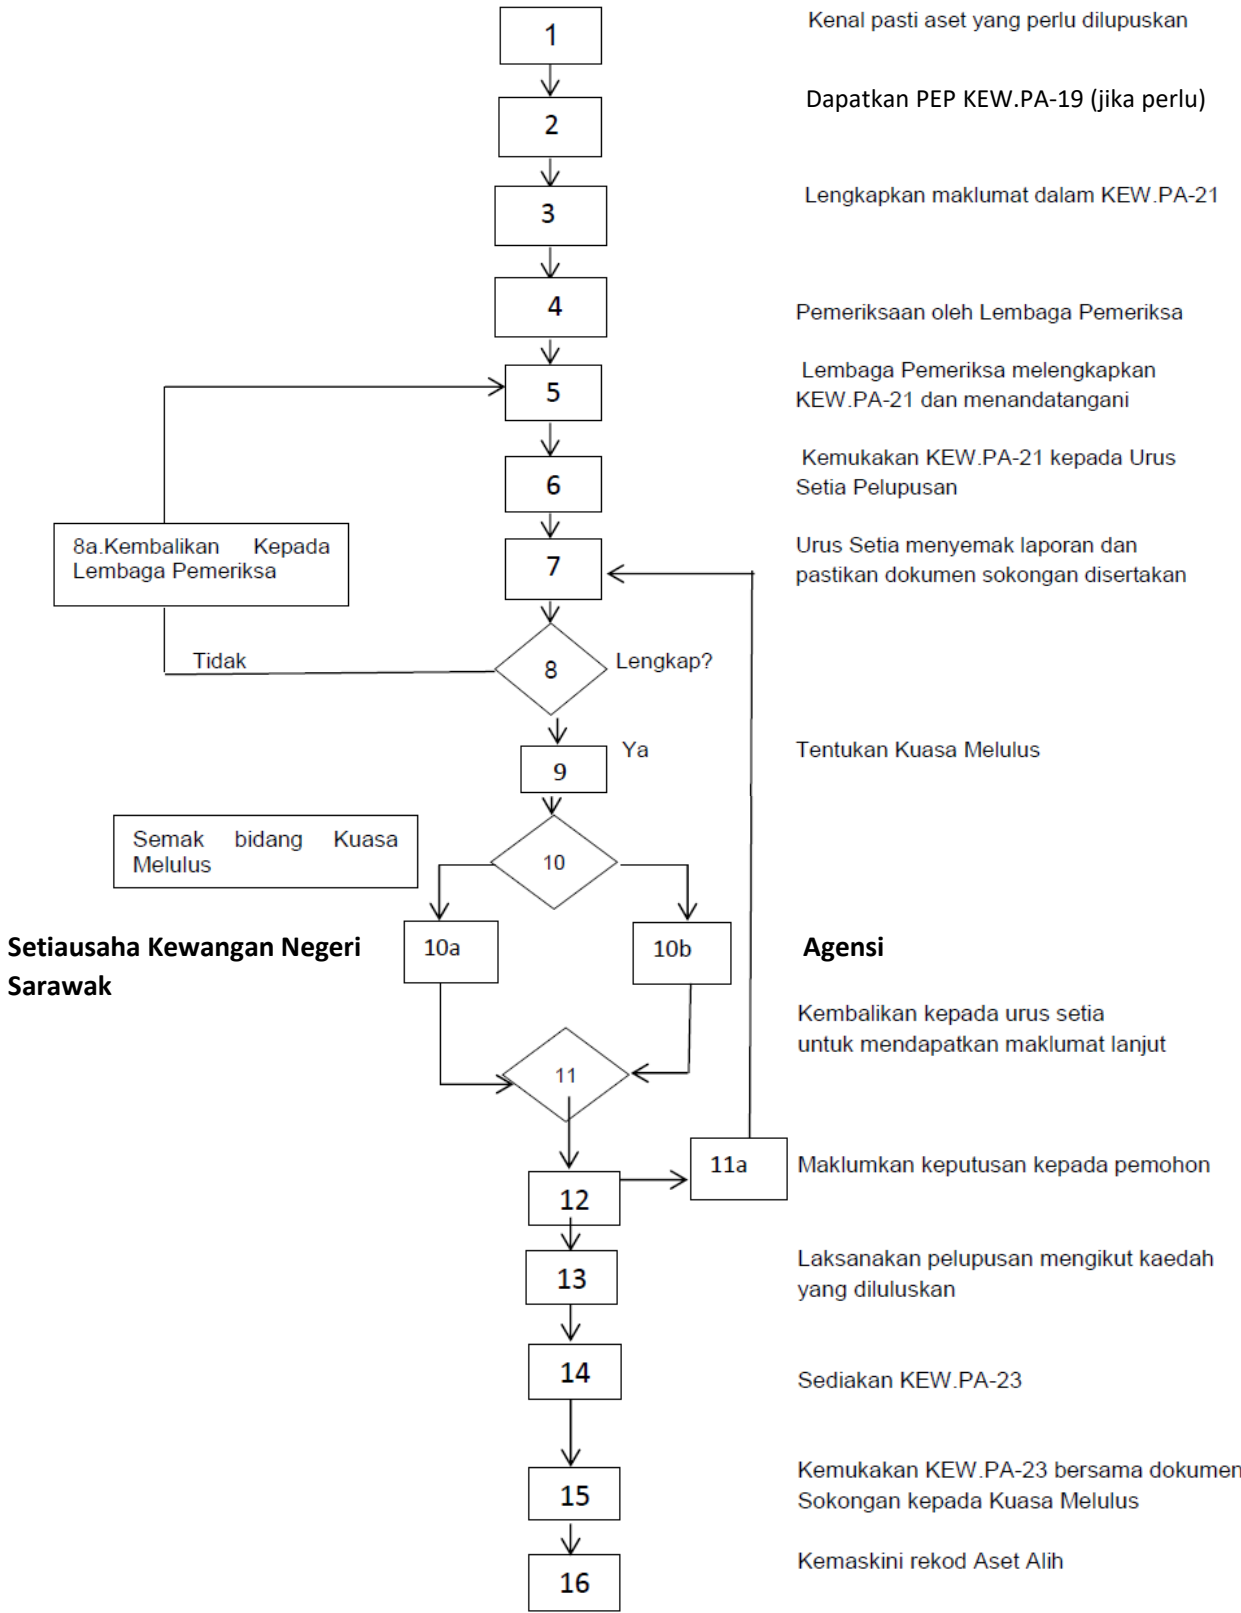 1
Kenal pasti aset yang perlu dilupuskan
2
Dapatkan PEP KEW.PA-19 (jika perlu)
3
Lengkapkan maklumat dalam KEW.PA-21
4
Pemeriksaan oleh Lembaga Pemeriksa
5
Lembaga Pemeriksa melengkapkan
KEW.PA-21 dan menandatangani
6
Kemukakan KEW.PA-21 kepada Urus
Setia Pelupusan
8a.Kembalikan Kepada
Lembaga Pemeriksa
7
Urus Setia menyemak laporan dan
pastikan dokumen sokongan disertakan
Tidak
8
Lengkap?
9
Ya
Tentukan Kuasa Melulus
Semak bidang Kuasa
Melulus
10
Setiausaha Kewangan Negeri
Sarawak
10a
10b
Agensi
Kembalikan kepada urus setia
untuk mendapatkan maklumat lanjut
11
11a
Maklumkan keputusan kepada pemohon
12
13
Laksanakan pelupusan mengikut kaedah
yang diluluskan
14
Sediakan KEW.PA-23
15
Kemukakan KEW.PA-23 bersama dokumen
Sokongan kepada Kuasa Melulus
16
Kemaskini rekod Aset Alih